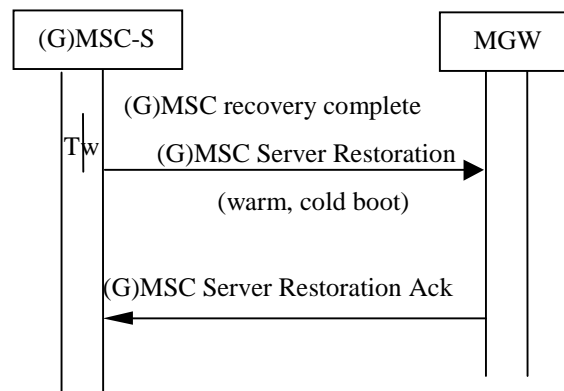 (G)MSC-S
MGW
(G)MSC recovery complete
Tw
(G)MSC Server Restoration
(warm, cold boot)
(G)MSC Server Restoration Ack